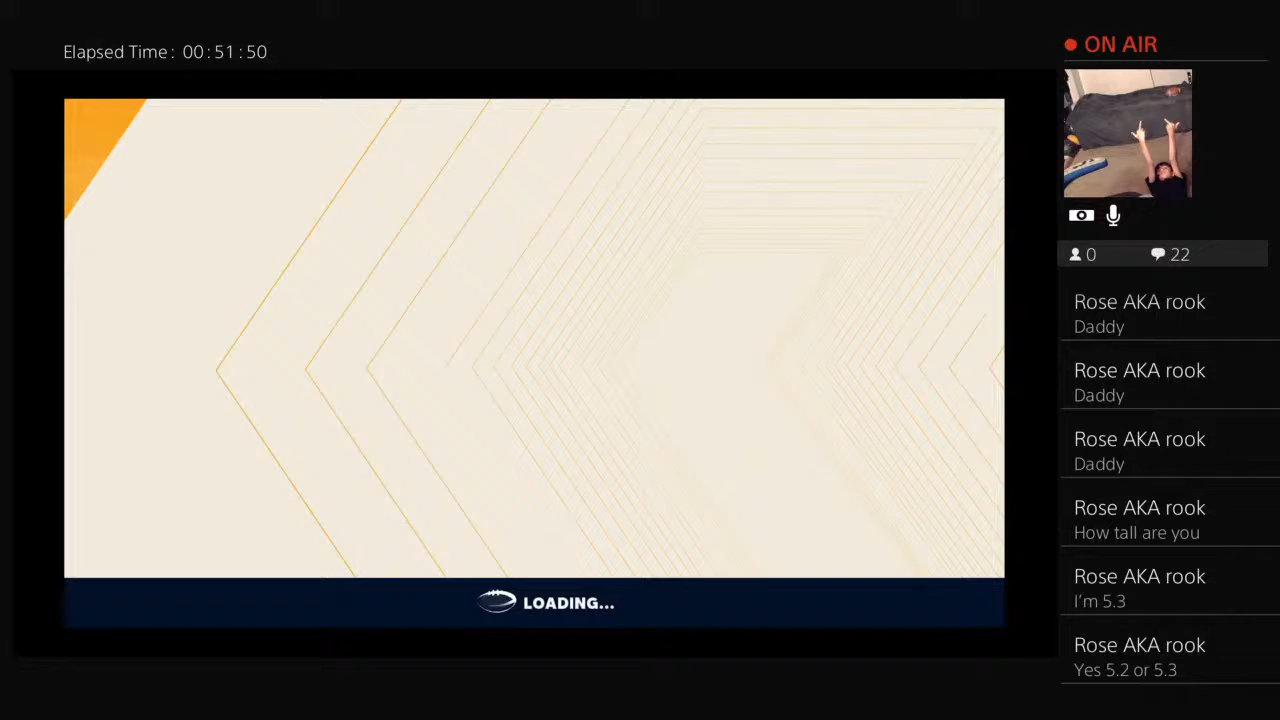 Elapsed Time: 00:51:50
ON AIR
0 22
Rose AKA rook
Daddy
Rose AKA rook
Daddy
Rose AKA rook
Daddy
Rose AKA rook
How tall are you
Rose AKA rook
I'm 5.3
Rose AKA rook
Yes 5.2 or 5.3
LOADING...